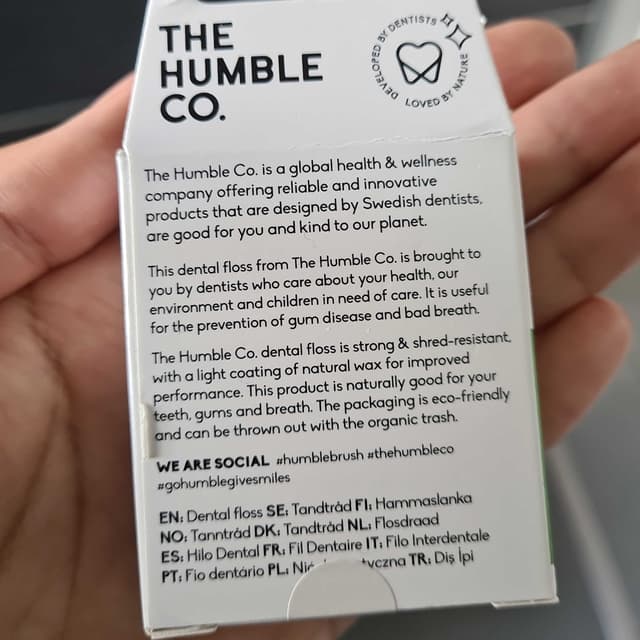 THE
HUMBLE
CO.
DEVELOPED BY DENTISTS
LOVED BY NATURE
The Humble Co. is a global health & wellness
company offering reliable and innovative
products that are designed by Swedish dentists,
are good for you and kind to our planet.
This dental floss from The Humble Co. is brought to
you by dentists who care about your health, our
environment and children in need of care. It is useful
for the prevention of gum disease and bad breath.
The Humble Co. dental floss is strong & shred-resistant,
with a light coating of natural wax for improved
performance. This product is naturally good for your
teeth, gums and breath. The packaging is eco-friendly
and can be thrown out with the organic trash.
WE ARE SOCIAL #humblebrush #thehumbleco
#gohumblegivesmiles
EN: Dental floss SE: Tandtråd FI: Hammaslanka
NO: Tanntråd DK: Tandtråd NL: Flosdraad
ES: Hilo Dental FR: Fil Dentaire IT: Filo Interdentale
PT: Fio dentário PL: TR: Diş İpi